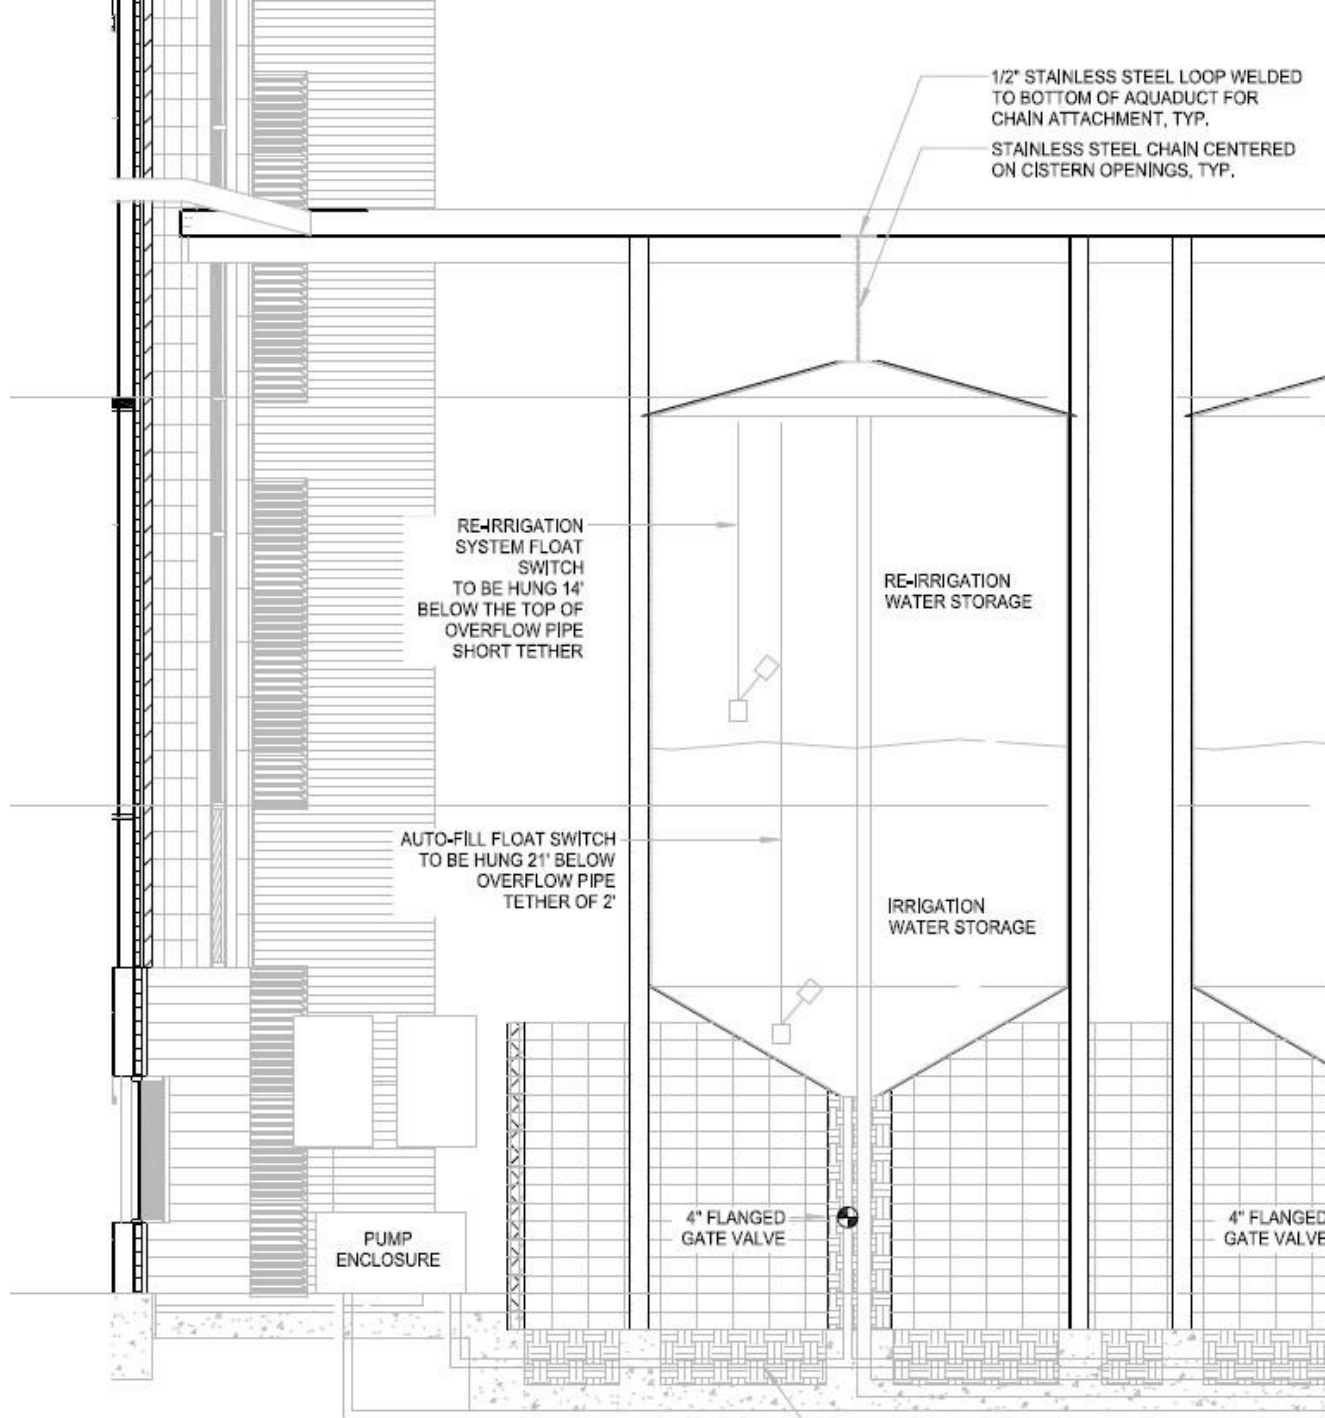 1/2" STAINLESS STEEL LOOP WELDED
TO BOTTOM OF AQUADUCT FOR
CHAIN ATTACHMENT, TYP.
STAINLESS STEEL CHAIN CENTERED
ON CISTERN OPENINGS, TYP.
RE-IRRIGATION
SYSTEM FLOAT
SWITCH
TO BE HUNG 14'
BELOW THE TOP OF
OVERFLOW PIPE
SHORT TETHER
RE-IRRIGATION
WATER STORAGE
AUTO-FILL FLOAT SWITCH
TO BE HUNG 21' BELOW
OVERFLOW PIPE
TETHER OF 2'
IRRIGATION
WATER STORAGE
4" FLANGED
GATE VALVE
4" FLANGED
GATE VALVE
PUMP
ENCLOSURE